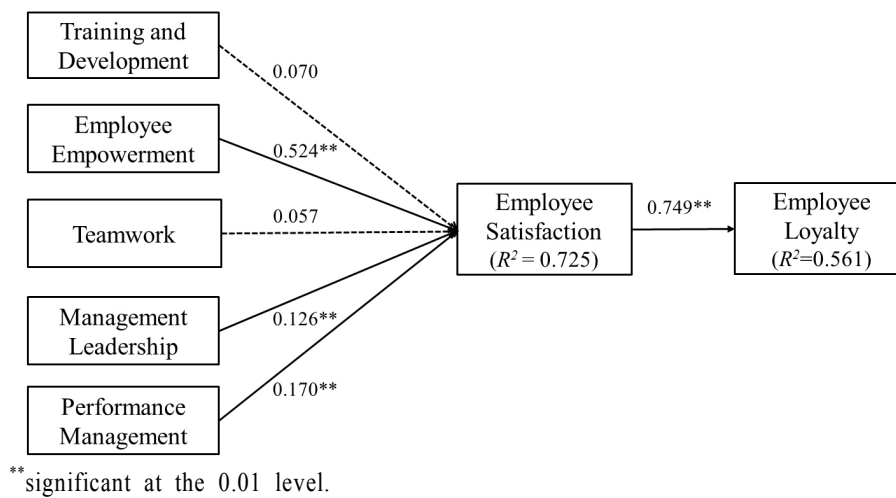 Training and
Development
0.070
Employee
Empowerment
0.524**
Teamwork
0.057
Management
Leadership
0.126**
Performance
Management
0.170**
Employee
Satisfaction
(R² = 0.725)
0.749**
Employee
Loyalty
(R²=0.561)
**significant at the 0.01 level.